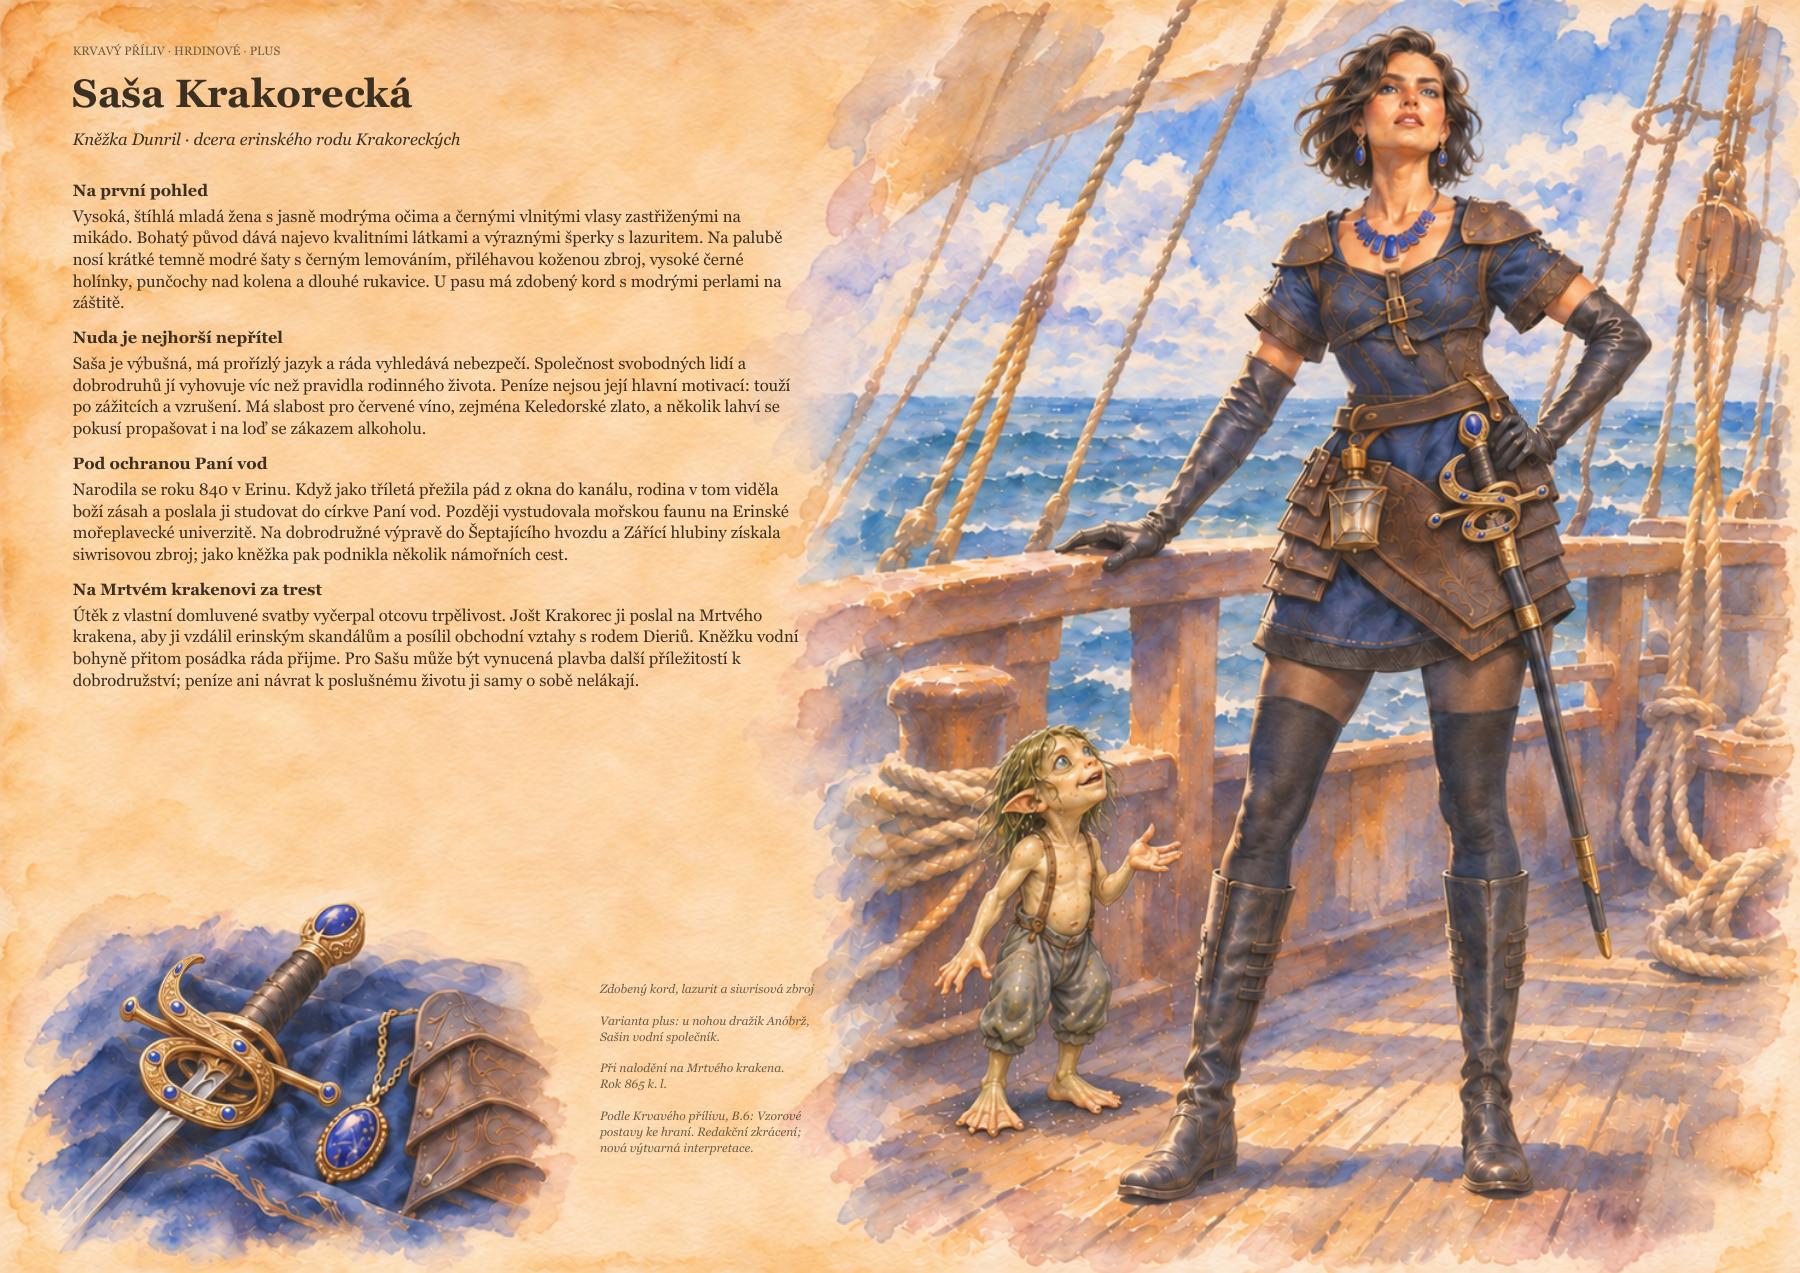 KRVAVÝ PŘÍLIV · HRDINOVÉ · PLUS
Saša Krakorecká
Kněžka Dunril · dcera erinského rodu Krakoreckých
Na první pohled
Vysoká, štíhlá mladá žena s jasně modrýma očima a černými vlnitými vlasy zastřiženými na
mikádo. Bohatý původ dává najevo kvalitními látkami a výraznými šperky s lazuritem. Na palubě
nosí krátké temně modré šaty s černým lemováním, přiléhavou koženou zbroj, vysoké černé
holínky, punčochy nad kolena a dlouhé rukavice. U pasu má zdobený kord s modrými perlami na
záštitě.
Nuda je nejhorší nepřítel
Saša je výbušná, má prořízlý jazyk a ráda vyhledává nebezpečí. Společnost svobodných lidí a
dobrodruhů jí vyhovuje víc než pravidla rodinného života. Peníze nejsou její hlavní motivací: touží
po zážitcích a vzrušení. Má slabost pro červené víno, zejména Keledorské zlato, a několik lahví se
pokusí propašovat i na loď se zákazem alkoholu.
Pod ochranou Paní vod
Narodila se roku 840 v Erinu. Když jako tříletá přežila pád z okna do kanálu, rodina v tom viděla
boží zásah a poslala ji studovat do církve Paní vod. Později vystudovala mořskou faunu na Erinské
mořeplavecké univerzitě. Na dobrodružné výpravě do Šeptajícího hvozdu a Zářící hlubiny získala
siwrisovou zbroj; jako kněžka pak podnikla několik námořních cest.
Na Mrtvém krakenovi za trest
Útěk z vlastní domluvené svatby vyčerpal otcovu trpělivost. Jošt Krakorec ji poslal na Mrtvého
krakena, aby ji vzdálil erinským skandálům a posílil obchodní vztahy s rodem Dierů. Kněžku vodní
bohyně přitom posádka ráda přijme. Pro Sašu může být vynucená plavba další příležitostí k
dobrodružství; peníze ani návrat k poslušnému životu ji samy o sobě nelákají.
Zdobený kord, lazurit a siwrisová zbroj
Varianta plus: u nohou dražik Anóbrž,
Sašin vodní společník.
Při nalodění na Mrtvého krakena.
Rok 865 k. l.
Podle Krvavého přílivu, B.6: Vzorové
postavy ke hraní. Redakční zkrácení;
nová výtvarná interpretace.